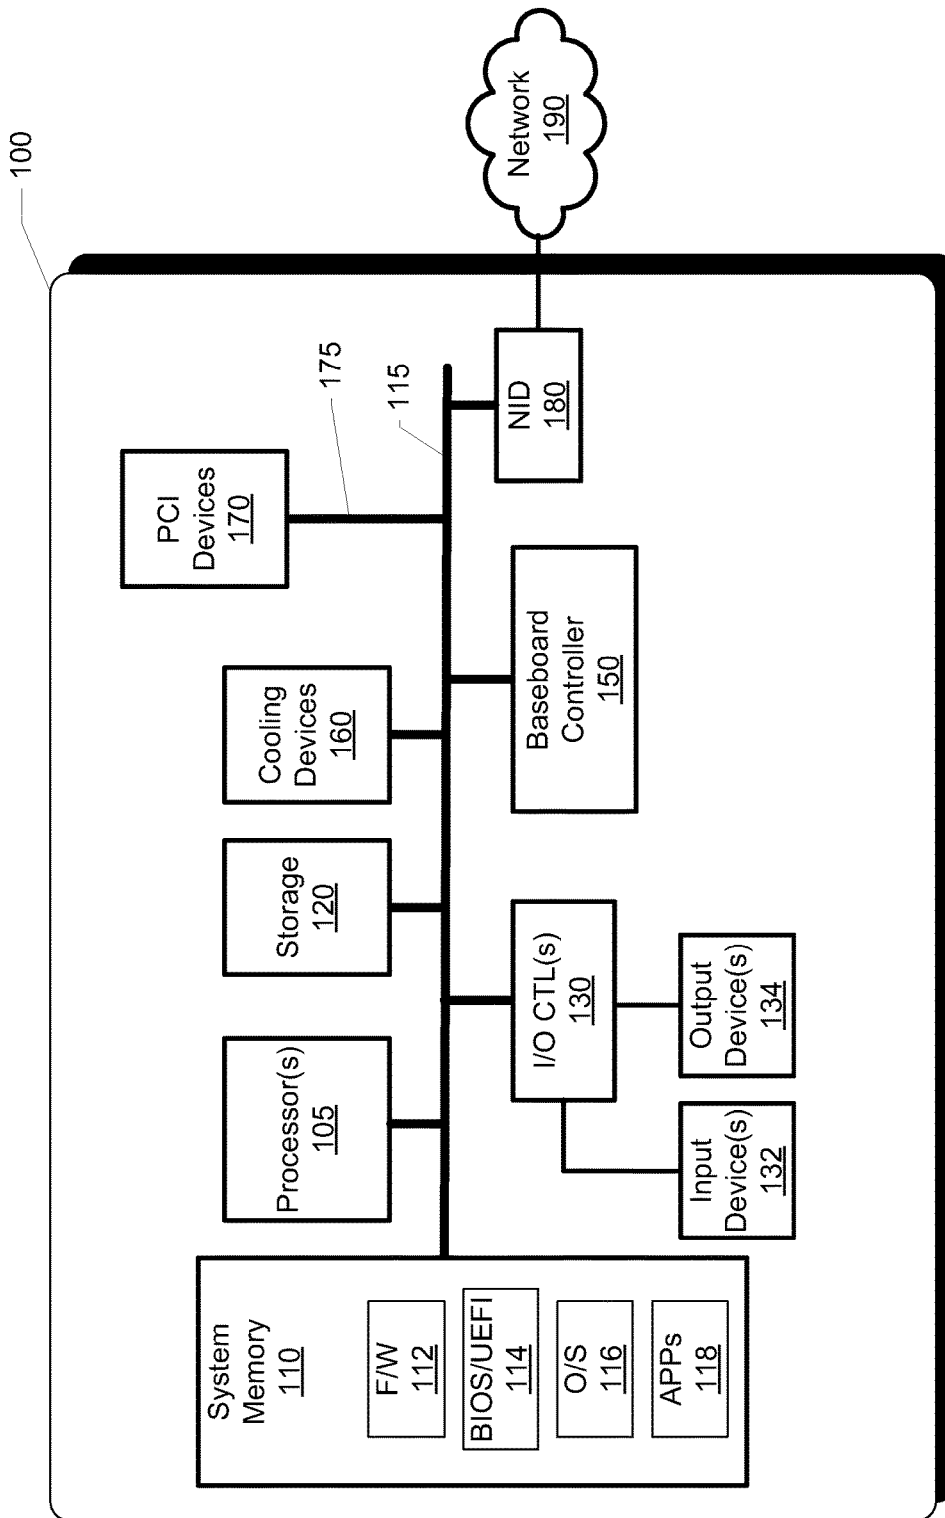 100
System
Memory
110
F/W
112
BIOS/UEFI
114
O/S
116
APPs
118
Processor(s)
105
Storage
120
Cooling
Devices
160
PCI
Devices
170
175
115
I/O CTL(s)
130
Input
Device(s)
132
Output
Device(s)
134
Baseboard
Controller
150
NID
180
Network
190